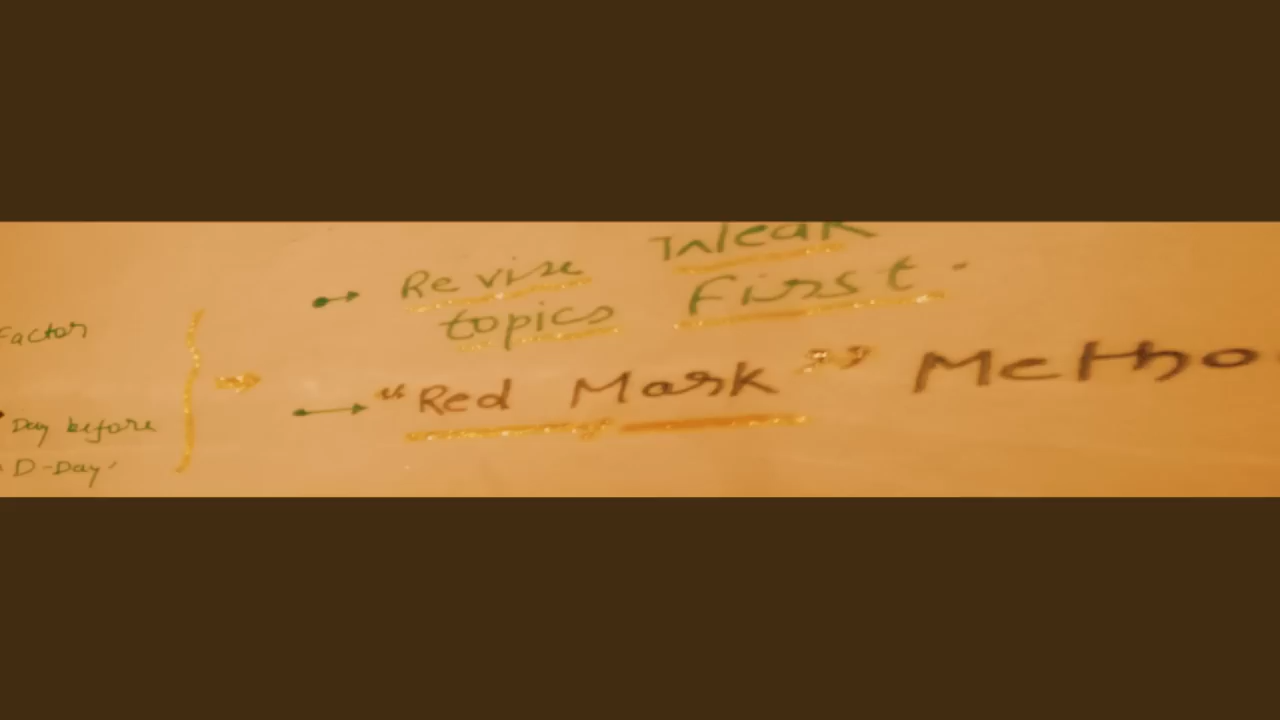 Factor
Day before
D-Day
Revise Weak
topics First.
"Red Mark" Metho